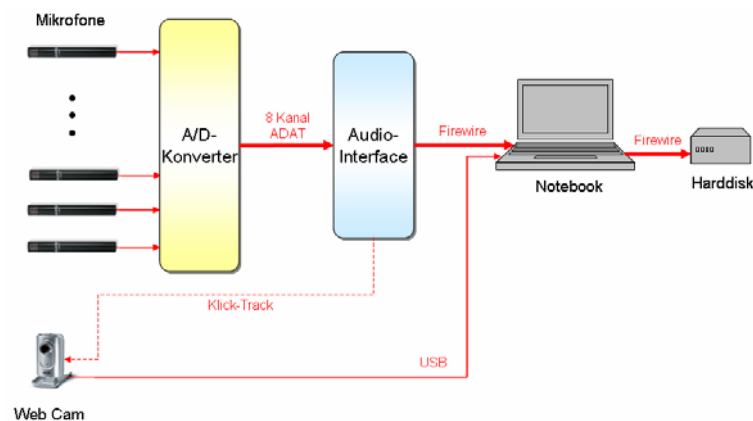 Mikrofone
A/D-
Konverter
8 Kanal
ADAT
Audio-
Interface
Firewire
Notebook
Firewire
Harddisk
Klick-Track
USB
Web Cam